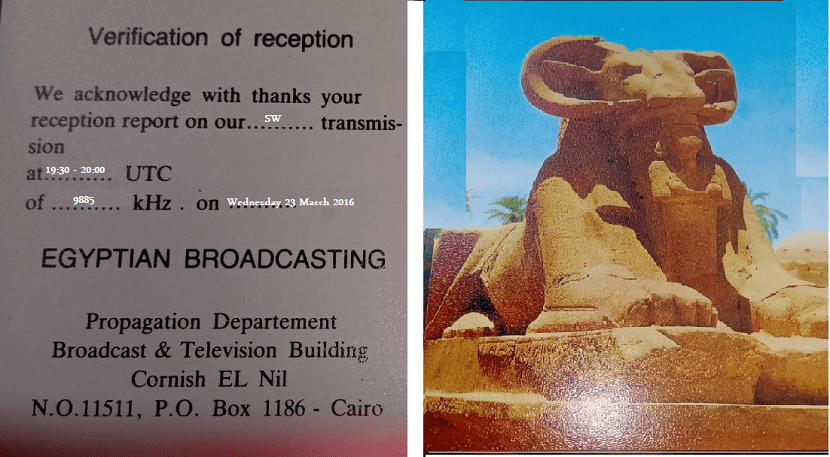 Verification of reception
We acknowledge with thanks your
reception report on our.....SW..... transmis-
sion
at 19:30 - 20:00 UTC
of ...9885.... kHz . on Wednesday 23 March 2016
EGYPTIAN BROADCASTING
Propagation Departement
Broadcast & Television Building
Cornish EL Nil
N.O.11511, P.O. Box 1186 - Cairo